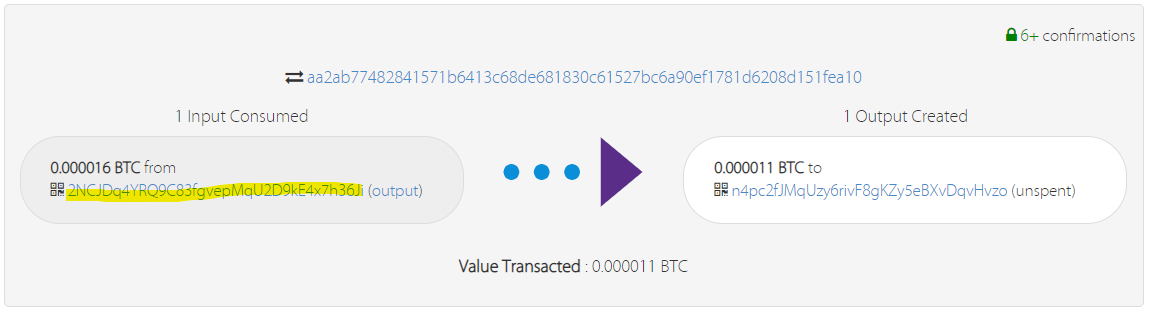 6+ confirmations
aa2ab77482841571b6413c68de681830c61527bc6a90ef1781d6208d151fea10
1 Input Consumed
0.000016 BTC from
2NCJDq4YRQ9C83fgvepMqU2D9kE4x7h36Ji (output)
1 Output Created
0.000011 BTC to
n4pc2fJMqUzy6rivF8gKZy5eBXvDqvHvzo (unspent)
Value Transacted : 0.000011 BTC